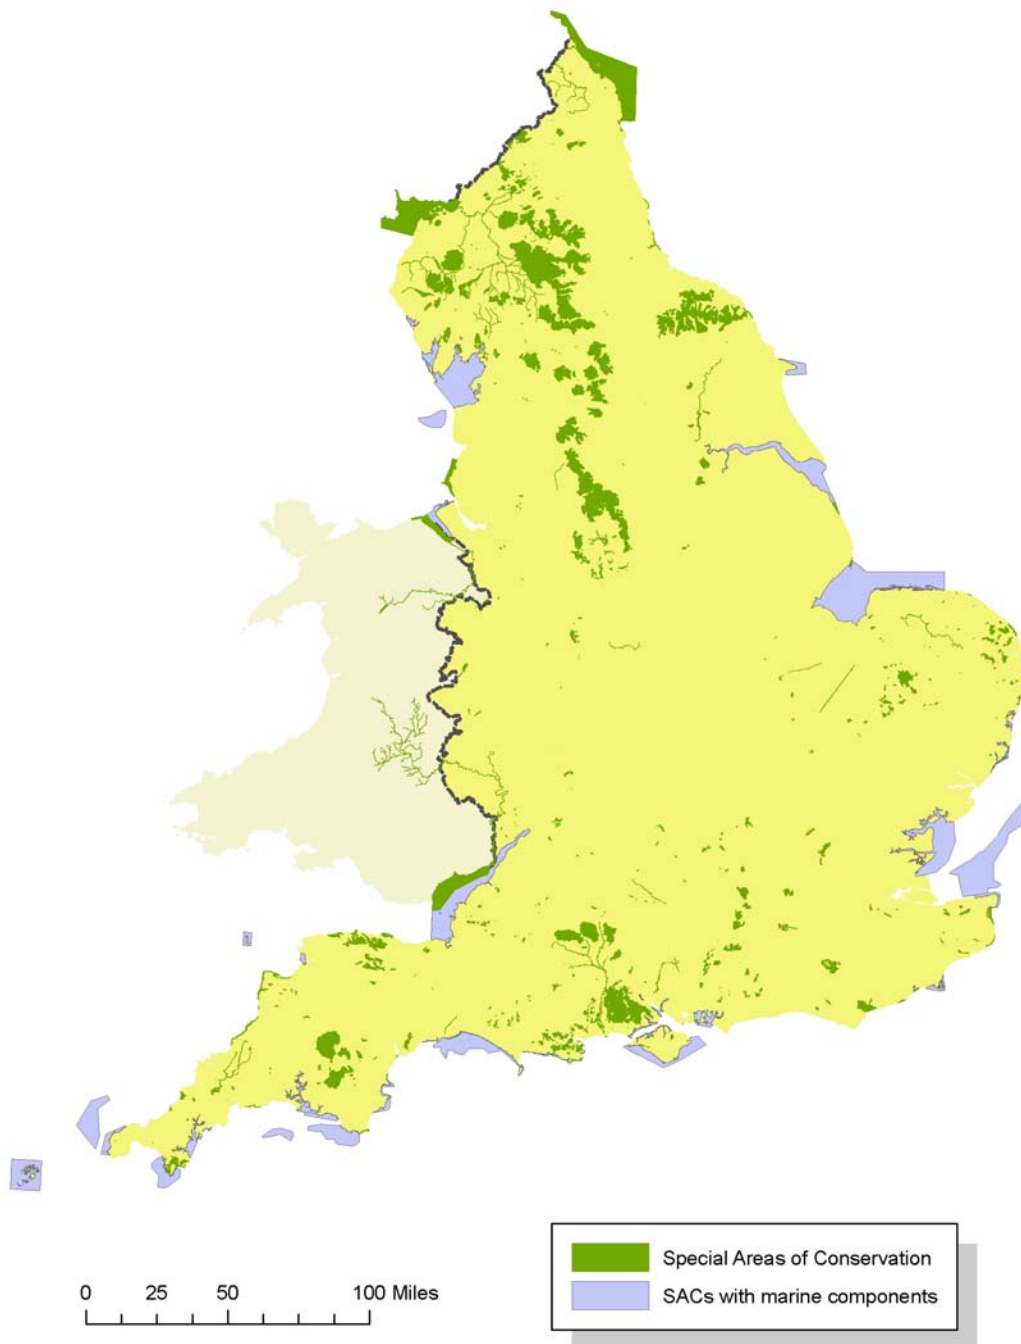 0 25 50 100 Miles
Special Areas of Conservation
SACs with marine components